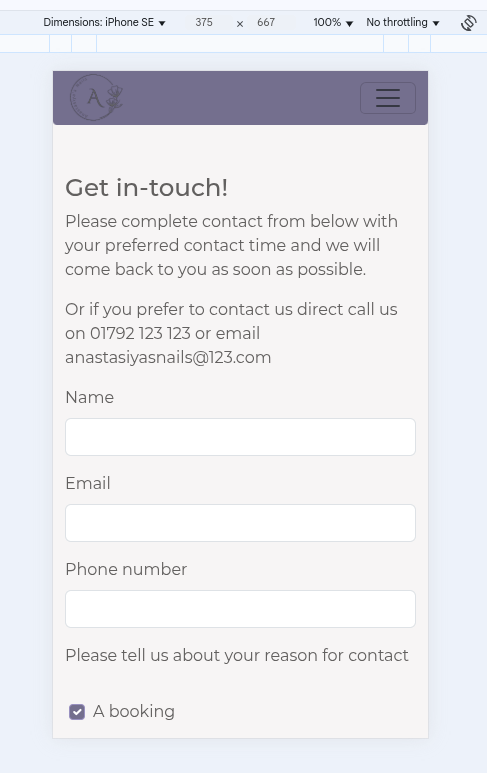 Dimensions: iPhone SE 375 × 667 100% No throttling
A
Get in-touch!
Please complete contact from below with
your preferred contact time and we will
come back to you as soon as possible.
Or if you prefer to contact us direct call us
on 01792 123 123 or email
anastasiyasnails@123.com
Name
Email
Phone number
Please tell us about your reason for contact
A booking